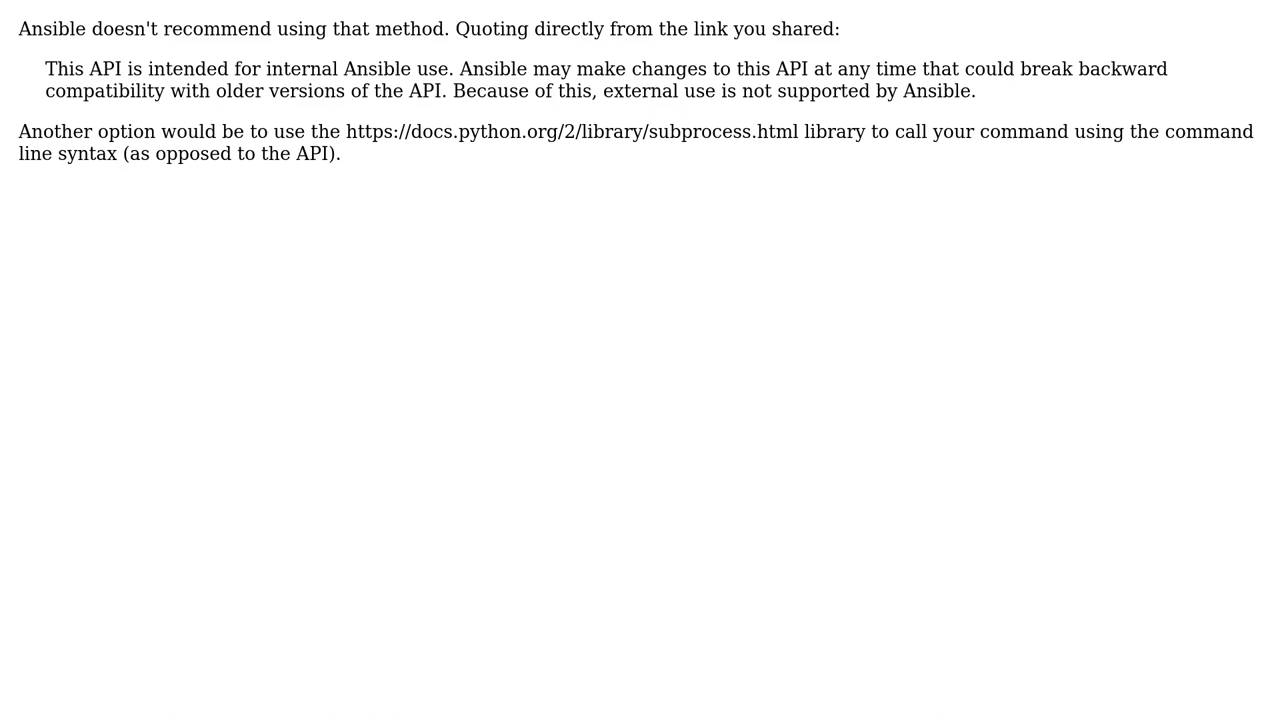 Ansible doesn't recommend using that method. Quoting directly from the link you shared:
This API is intended for internal Ansible use. Ansible may make changes to this API at any time that could break backward
compatibility with older versions of the API. Because of this, external use is not supported by Ansible.
Another option would be to use the https://docs.python.org/2/library/subprocess.html library to call your command using the command
line syntax (as opposed to the API).